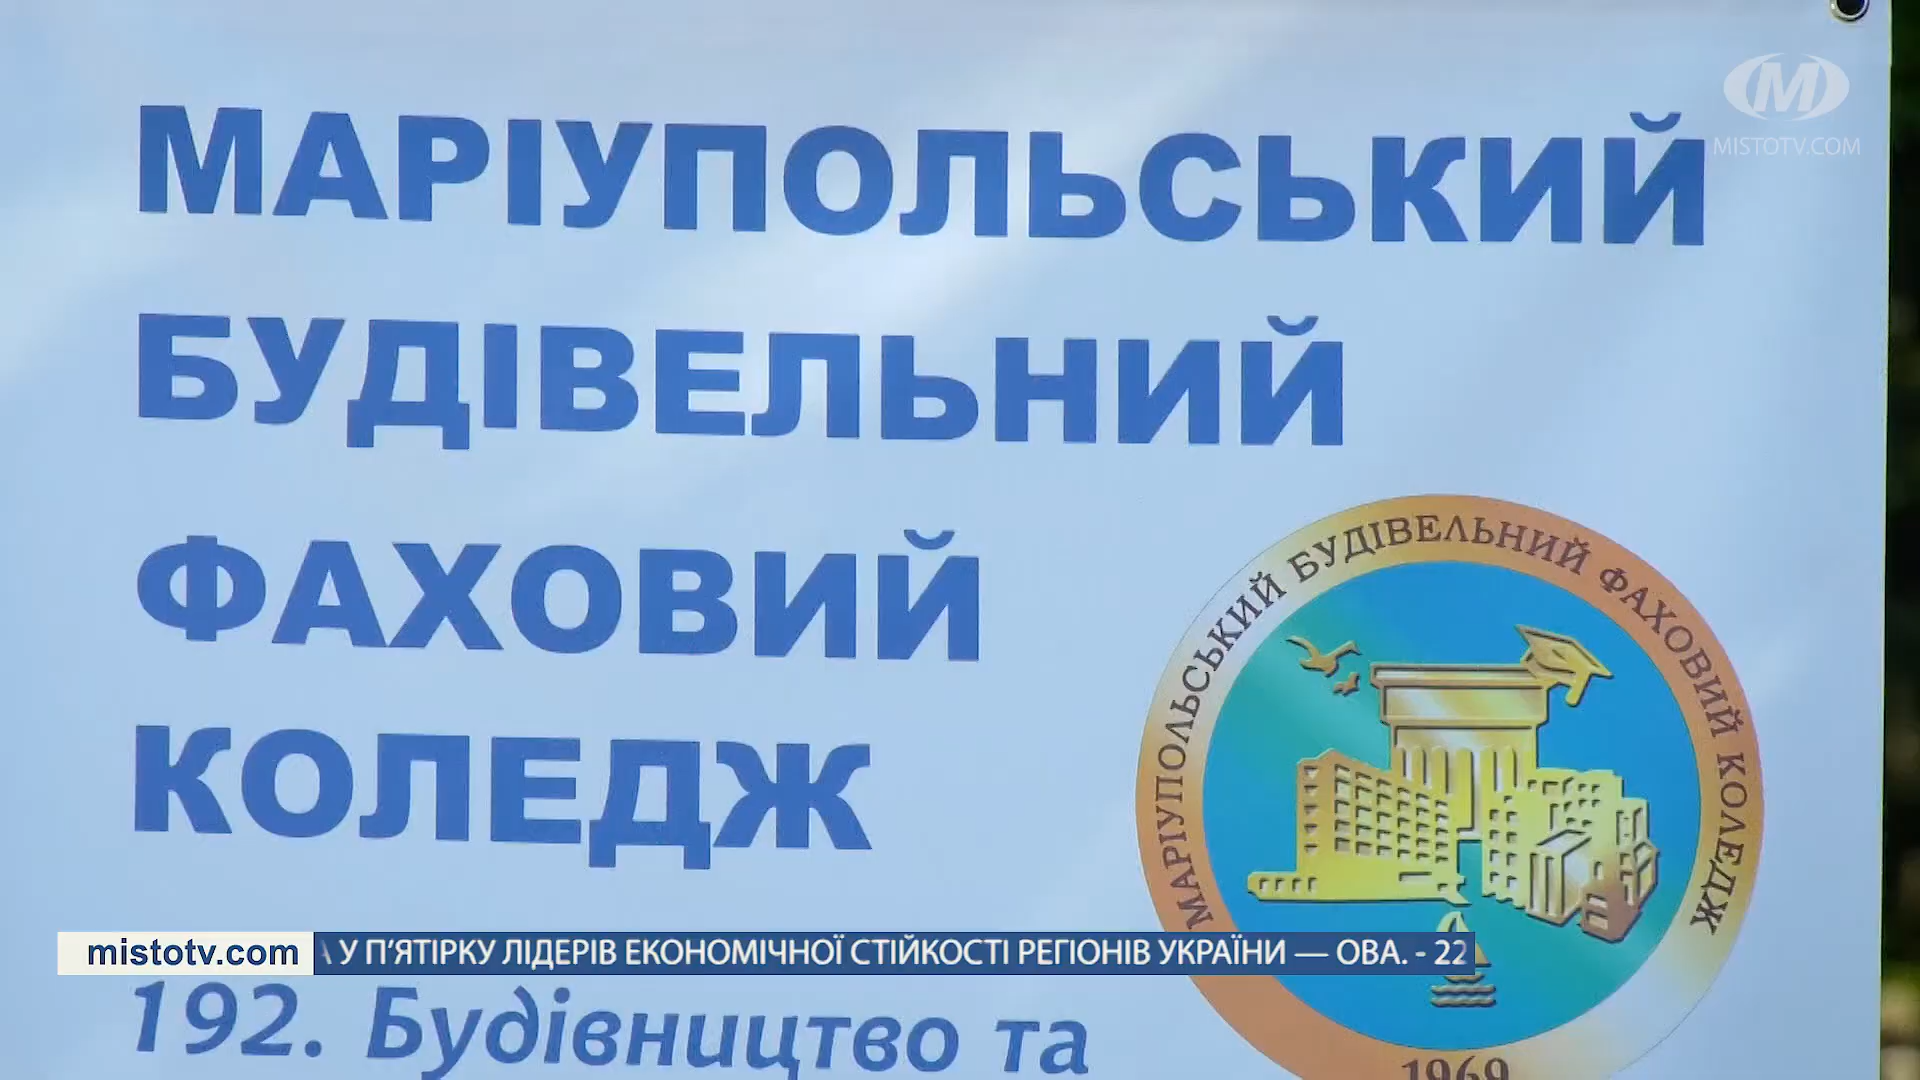 МАРІУПОЛЬСЬКИЙ
БУДІВЕЛЬНИЙ
ФАХОВИЙ
КОЛЕДЖ
192. Будівництво та
МАРІУПОЛЬСЬКИЙ БУДІВЕЛЬНИЙ ФАХОВИЙ КОЛЕДЖ
1969
M
MISTOTV.COM
mistotv.com
А У П’ЯТІРКУ ЛІДЕРІВ ЕКОНОМІЧНОЇ СТІЙКОСТІ РЕГІОНІВ УКРАЇНИ — ОВА. - 22